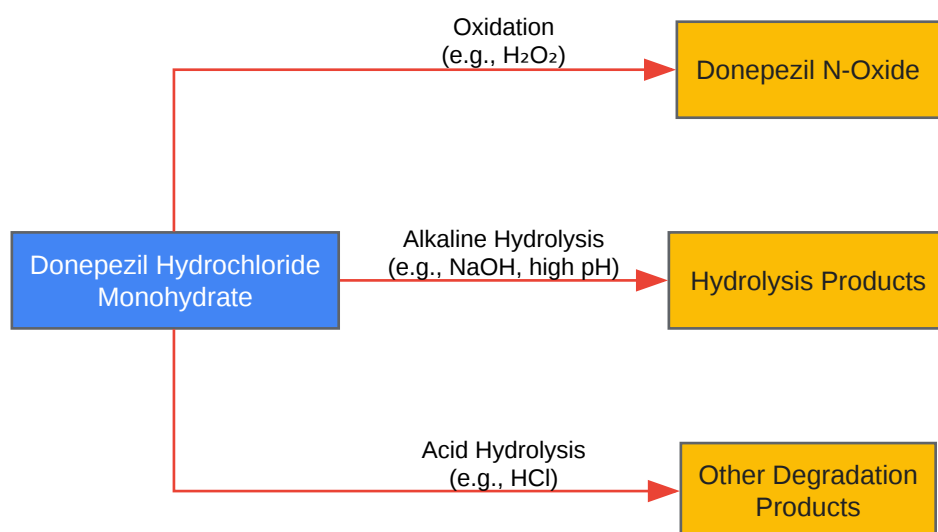 Oxidation
(e.g., H₂O₂)
Donepezil N-Oxide
Donepezil Hydrochloride
Monohydrate
Alkaline Hydrolysis
(e.g., NaOH, high pH)
Hydrolysis Products
Acid Hydrolysis
(e.g., HCl)
Other Degradation
Products